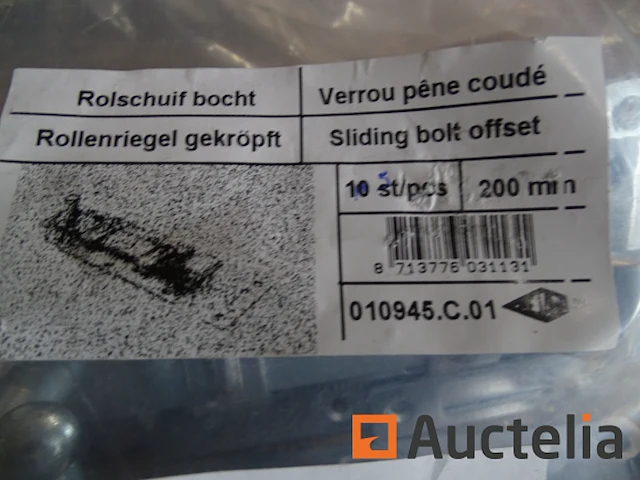 Rolschuif bocht
Verrou pêne coudé
Rollenriegel gekröpft
Sliding bolt offset
10 st/pcs
200 mm
8 713776 031131
010945.C.01
Auctelia